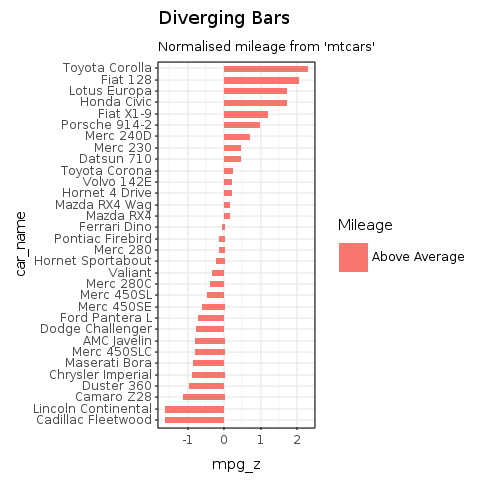 Diverging Bars
Normalised mileage from 'mtcars'
Toyota Corolla
Fiat 128
Lotus Europa
Honda Civic
Fiat X1-9
Porsche 914-2
Merc 240D
Merc 230
Datsun 710
Toyota Corona
Volvo 142E
Hornet 4 Drive
Mazda RX4 Wag
Mazda RX4
Ferrari Dino
Pontiac Firebird
Merc 280
Hornet Sportabout
Valiant
Merc 280C
Merc 450SL
Merc 450SE
Ford Pantera L
Dodge Challenger
AMC Javelin
Merc 450SLC
Maserati Bora
Chrysler Imperial
Duster 360
Camaro Z28
Lincoln Continental
Cadillac Fleetwood
car_name
-1 0 1 2
mpg_z
Mileage
Above Average